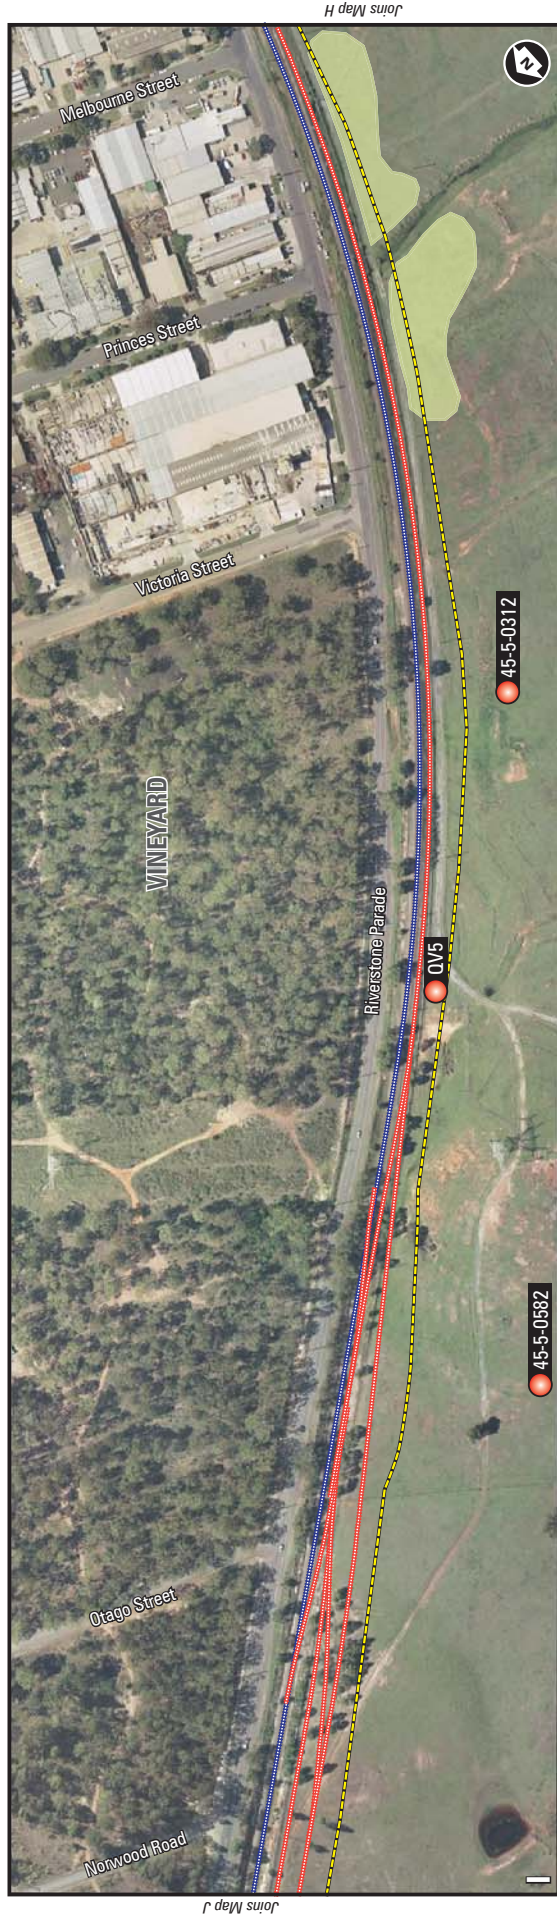 Joins Map H
N
Melbourne Street
Princes Street
Victoria Street
45-5-0312
VINEYARD
Riverstone Parade
QV5
45-5-0582
Otago Street
Norwood Road
Joins Map J